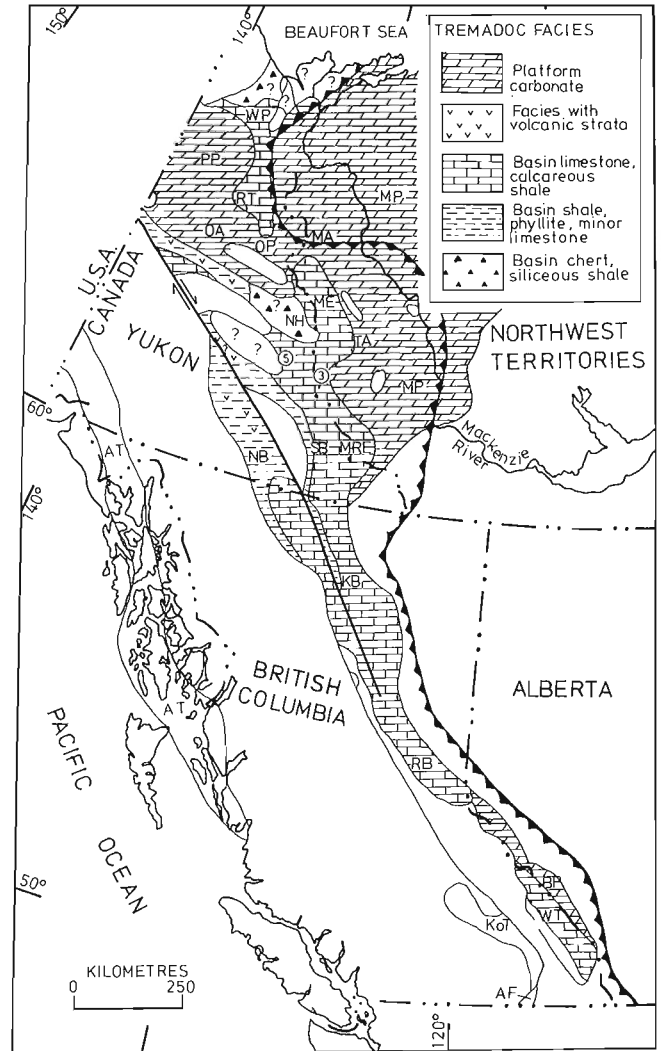 150°
140°
BEAUFORT SEA
TREMADOC FACIES
Platform
carbonate
Facies with
volcanic strata
Basin limestone,
calcareous
shale
Basin shale,
phyllite, minor
limestone
Basin chert,
siliceous shale
?
?
?
?
WP
PP
RT
MP
OA
OP
MA
U.S.A.
CANADA
ME
?
NH
TA
YUKON
?
?
5
3
MP
NORTHWEST
TERRITORIES
60°
140°
AT
NB
SB
MRF
Mackenzie
River
KB
BRITISH
COLUMBIA
ALBERTA
AT
PACIFIC
OCEAN
RB
50°
BP
WT
KoT
KILOMETRES
0
250
AF
120°